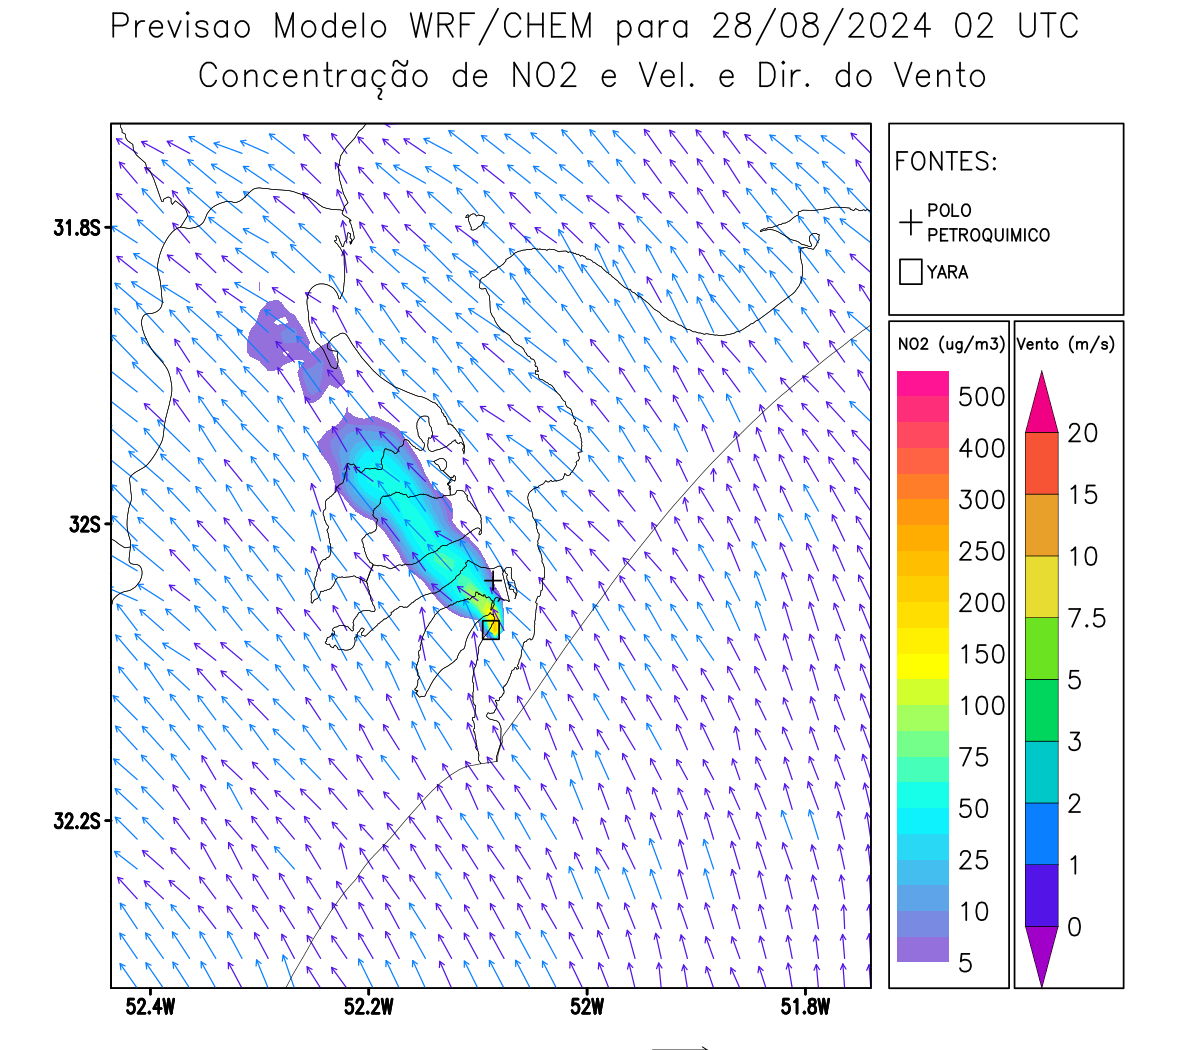 Previsao Modelo WRF/CHEM para 28/08/2024 02 UTC
Concentração de NO2 e Vel. e Dir. do Vento
FONTES:
POLO
PETROQUIMICO
YARA
31.8S
32S
32.2S
52.4W
52.2W
52W
51.8W
NO2 (ug/m3)
500
400
300
250
200
150
100
75
50
25
10
5
Vento (m/s)
20
15
10
7.5
5
3
2
1
0